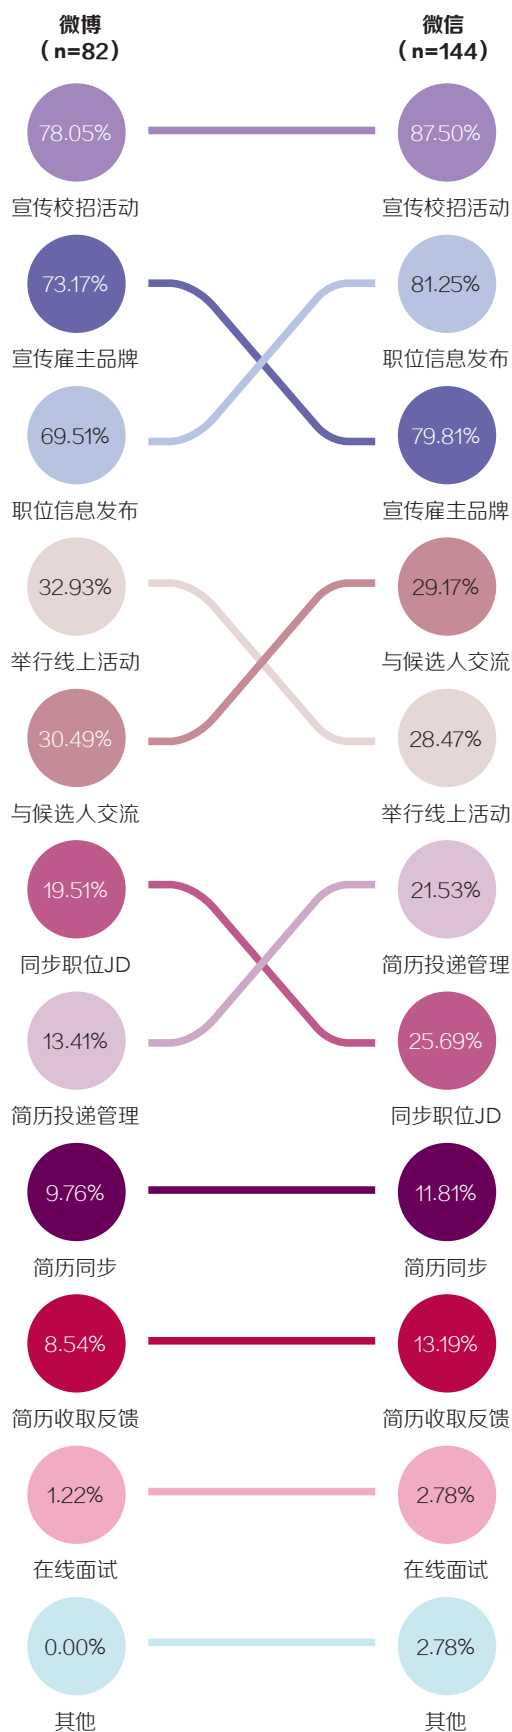 微博
（n=82）
微信
（n=144）
78.05%
87.50%
宣传校招活动
宣传校招活动
73.17%
81.25%
宣传雇主品牌
职位信息发布
69.51%
79.81%
职位信息发布
宣传雇主品牌
32.93%
29.17%
举行线上活动
与候选人交流
30.49%
28.47%
与候选人交流
举行线上活动
19.51%
21.53%
同步职位JD
简历投递管理
13.41%
25.69%
简历投递管理
同步职位JD
9.76%
11.81%
简历同步
简历同步
8.54%
13.19%
简历收取反馈
简历收取反馈
1.22%
2.78%
在线面试
在线面试
0.00%
2.78%
其他
其他